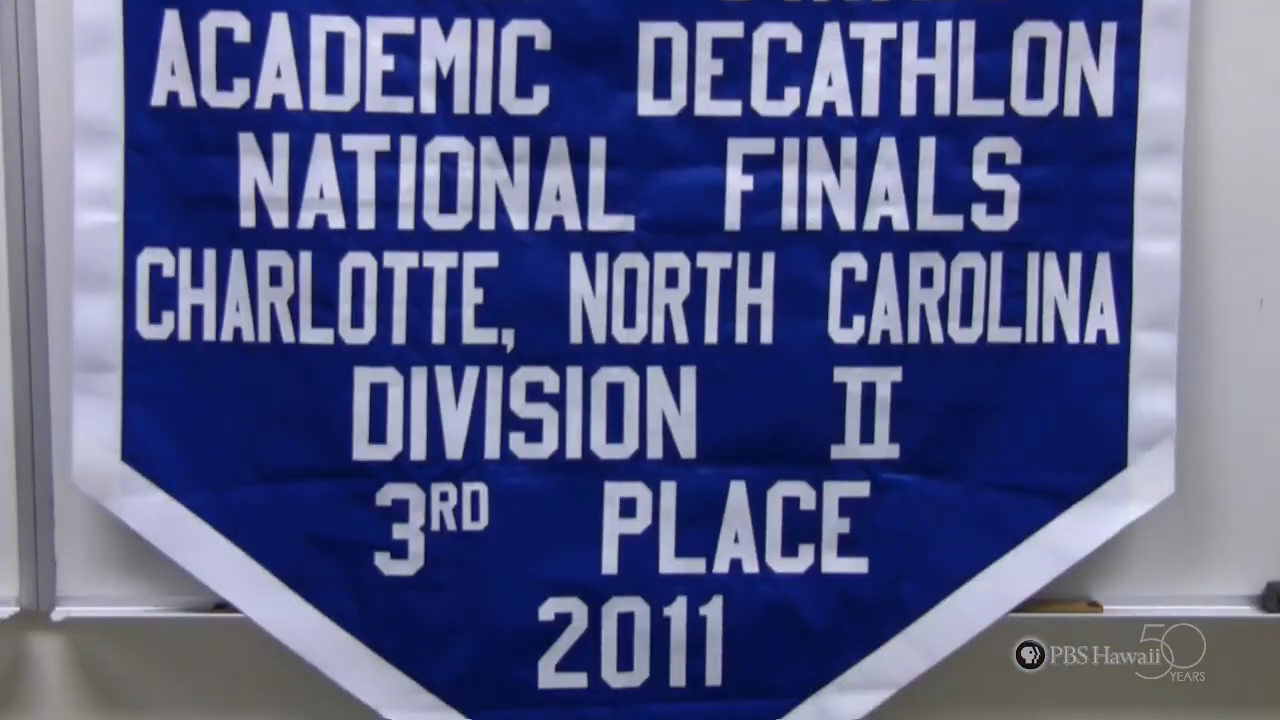 ACADEMIC DECATHLON
NATIONAL FINALS
CHARLOTTE, NORTH CAROLINA
DIVISION II
3RD PLACE
2011
PBS Hawaii 50
YEARS